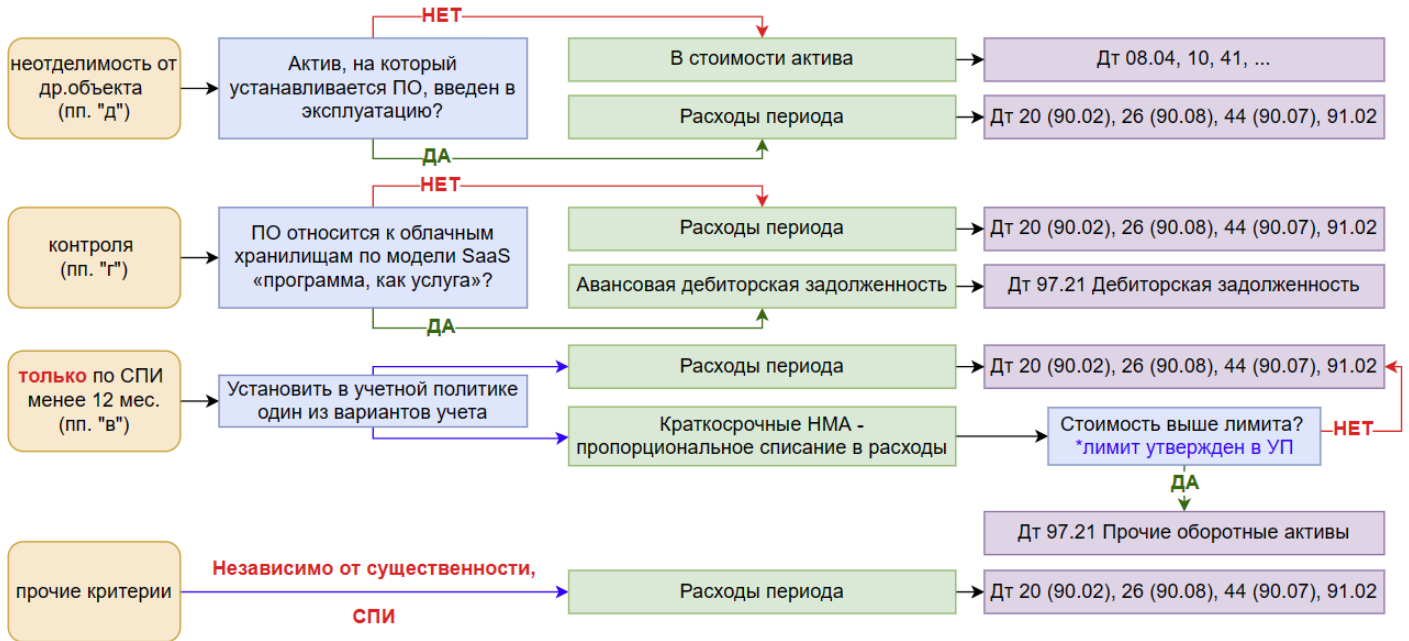 НЕТ
неотделимость от
др.объекта
(пп. "д")
Актив, на который
устанавливается ПО, введен в
эксплуатацию?
В стоимости актива
Дт 08.04, 10, 41, ...
Расходы периода
Дт 20 (90.02), 26 (90.08), 44 (90.07), 91.02
ДА
НЕТ
контроля
(пп. "г")
ПО относится к облачным
хранилищам по модели SaaS
«программа, как услуга»?
Расходы периода
Дт 20 (90.02), 26 (90.08), 44 (90.07), 91.02
Авансовая дебиторская задолженность
Дт 97.21 Дебиторская задолженность
ДА
только по СПИ
менее 12 мес.
(пп. "в")
Установить в учетной политике
один из вариантов учета
Расходы периода
Дт 20 (90.02), 26 (90.08), 44 (90.07), 91.02
Краткосрочные НМА -
пропорциональное списание в расходы
Стоимость выше лимита?
*лимит утвержден в УП
НЕТ
ДА
Дт 97.21 Прочие оборотные активы
прочие критерии
Независимо от существенности,
СПИ
Расходы периода
Дт 20 (90.02), 26 (90.08), 44 (90.07), 91.02